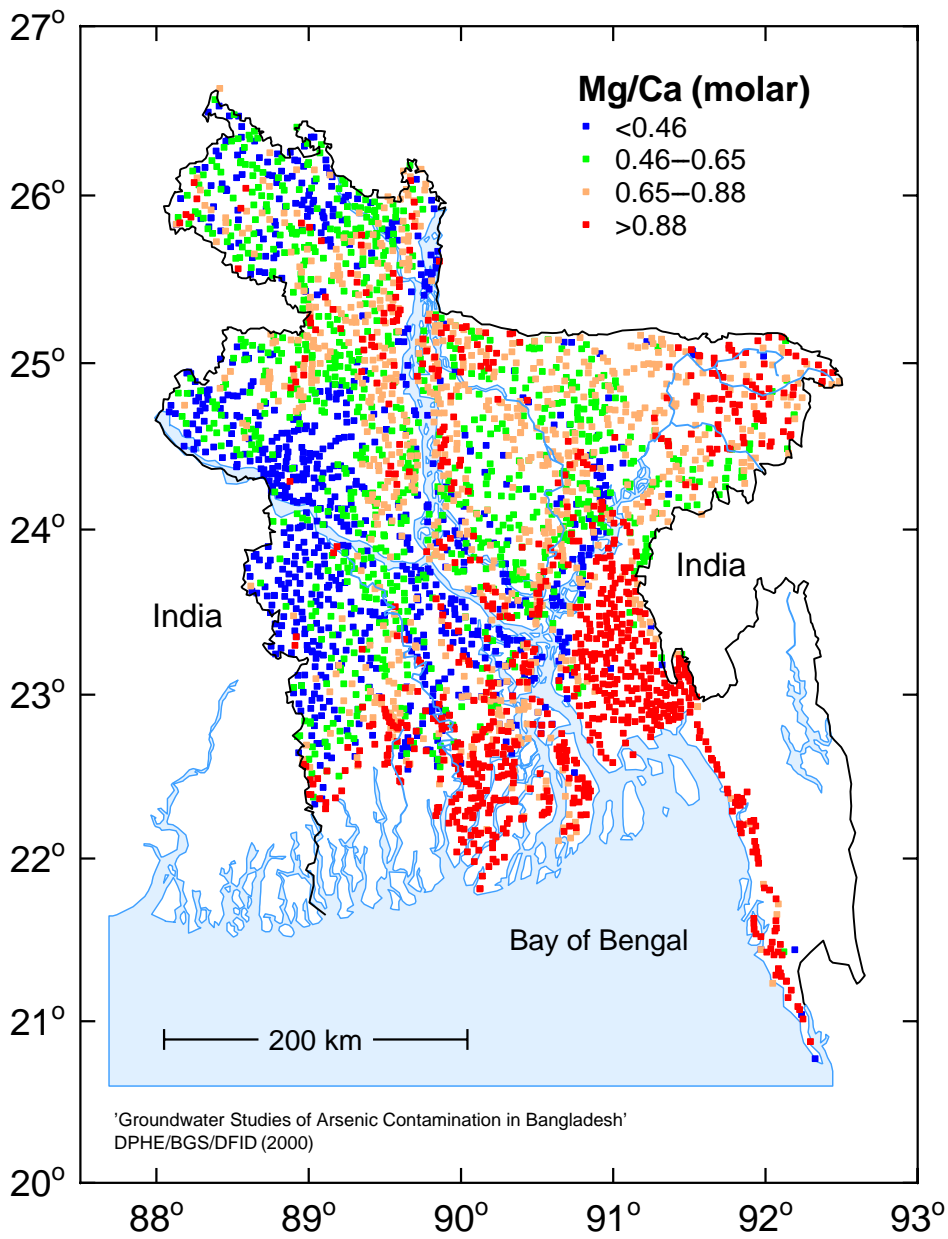 27°
Mg/Ca (molar)
<0.46
0.46–0.65
26°
0.65–0.88
>0.88
25°
24°
India
India
23°
22°
Bay of Bengal
21°
200 km
'Groundwater Studies of Arsenic Contamination in Bangladesh'
DPHE/BGS/DFID (2000)
20°
88° 89° 90° 91° 92° 93°